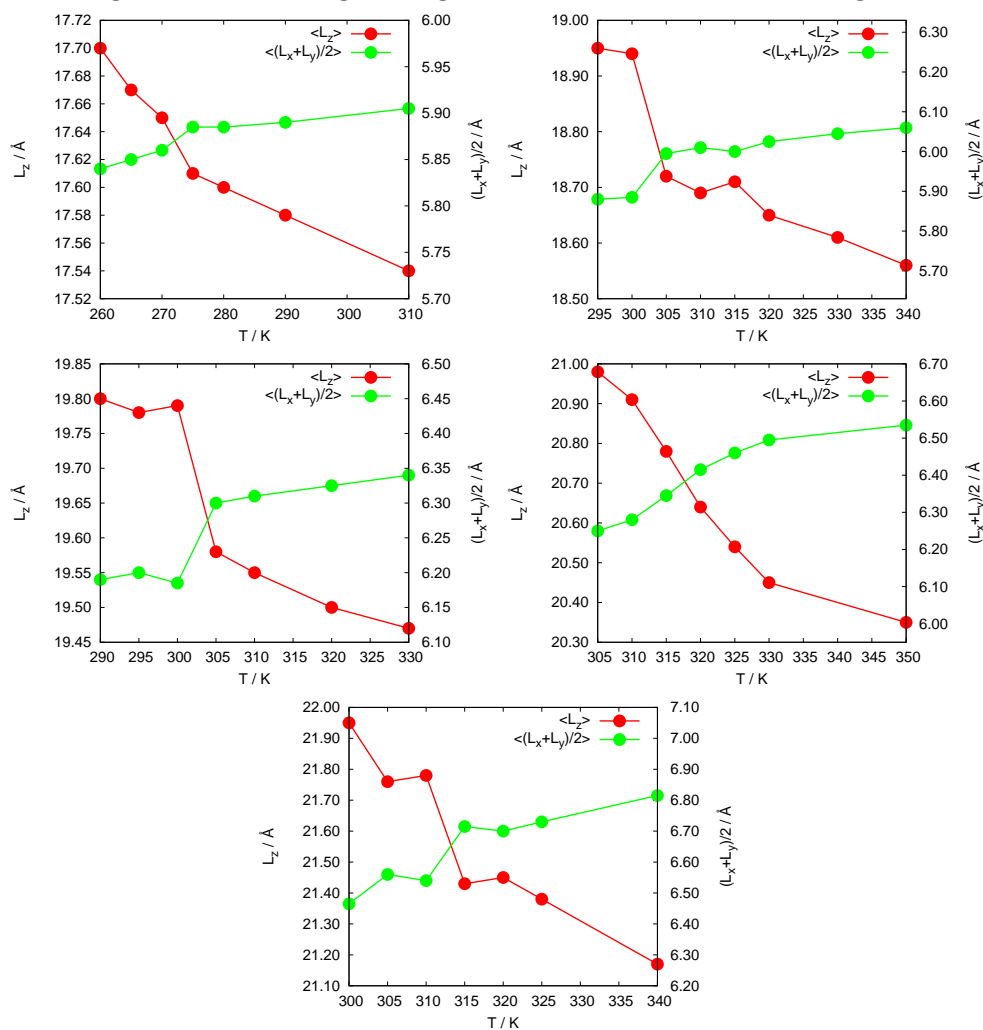 17.72
17.70
17.68
17.66
17.64
17.62
17.60
17.58
17.56
17.54
17.52
L_z / Å
<L_z>
<(L_x+L_y)/2>
6.00
5.95
5.90
5.85
5.80
5.75
5.70
(L_x+L_y)/2 / Å
260 270 280 290 300 310
T / K
19.00
18.90
18.80
18.70
18.60
18.50
L_z / Å
<L_z>
<(L_x+L_y)/2>
6.30
6.20
6.10
6.00
5.90
5.80
5.70
(L_x+L_y)/2 / Å
295 300 305 310 315 320 325 330 335 340
T / K
19.85
19.80
19.75
19.70
19.65
19.60
19.55
19.50
19.45
L_z / Å
<L_z>
<(L_x+L_y)/2>
6.50
6.45
6.40
6.35
6.30
6.25
6.20
6.15
6.10
(L_x+L_y)/2 / Å
290 295 300 305 310 315 320 325 330
T / K
21.00
20.90
20.80
20.70
20.60
20.50
20.40
20.30
L_z / Å
<L_z>
<(L_x+L_y)/2>
6.70
6.60
6.50
6.40
6.30
6.20
6.10
6.00
(L_x+L_y)/2 / Å
305 310 315 320 325 330 335 340 345 350
T / K
22.00
21.90
21.80
21.70
21.60
21.50
21.40
21.30
21.20
21.10
L_z / Å
<L_z>
<(L_x+L_y)/2>
7.10
7.00
6.90
6.80
6.70
6.60
6.50
6.40
6.30
6.20
(L_x+L_y)/2 / Å
300 305 310 315 320 325 330 335 340
T / K